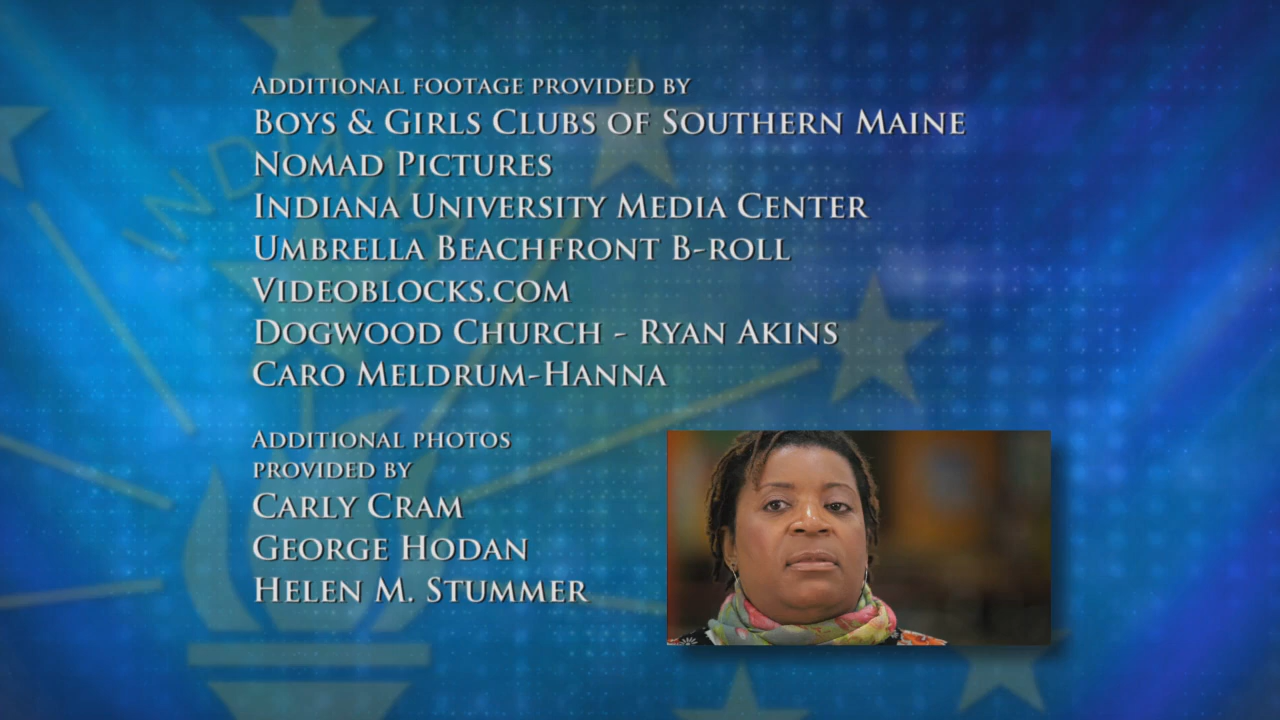 INDIANA
Additional footage provided by
Boys & Girls Clubs of Southern Maine
Nomad Pictures
Indiana University Media Center
Umbrella Beachfront B-roll
Videoblocks.com
Dogwood Church - Ryan Akins
Caro Meldrum-Hanna
Additional photos
provided by
Carly Cram
George Hodan
Helen M. Stummer